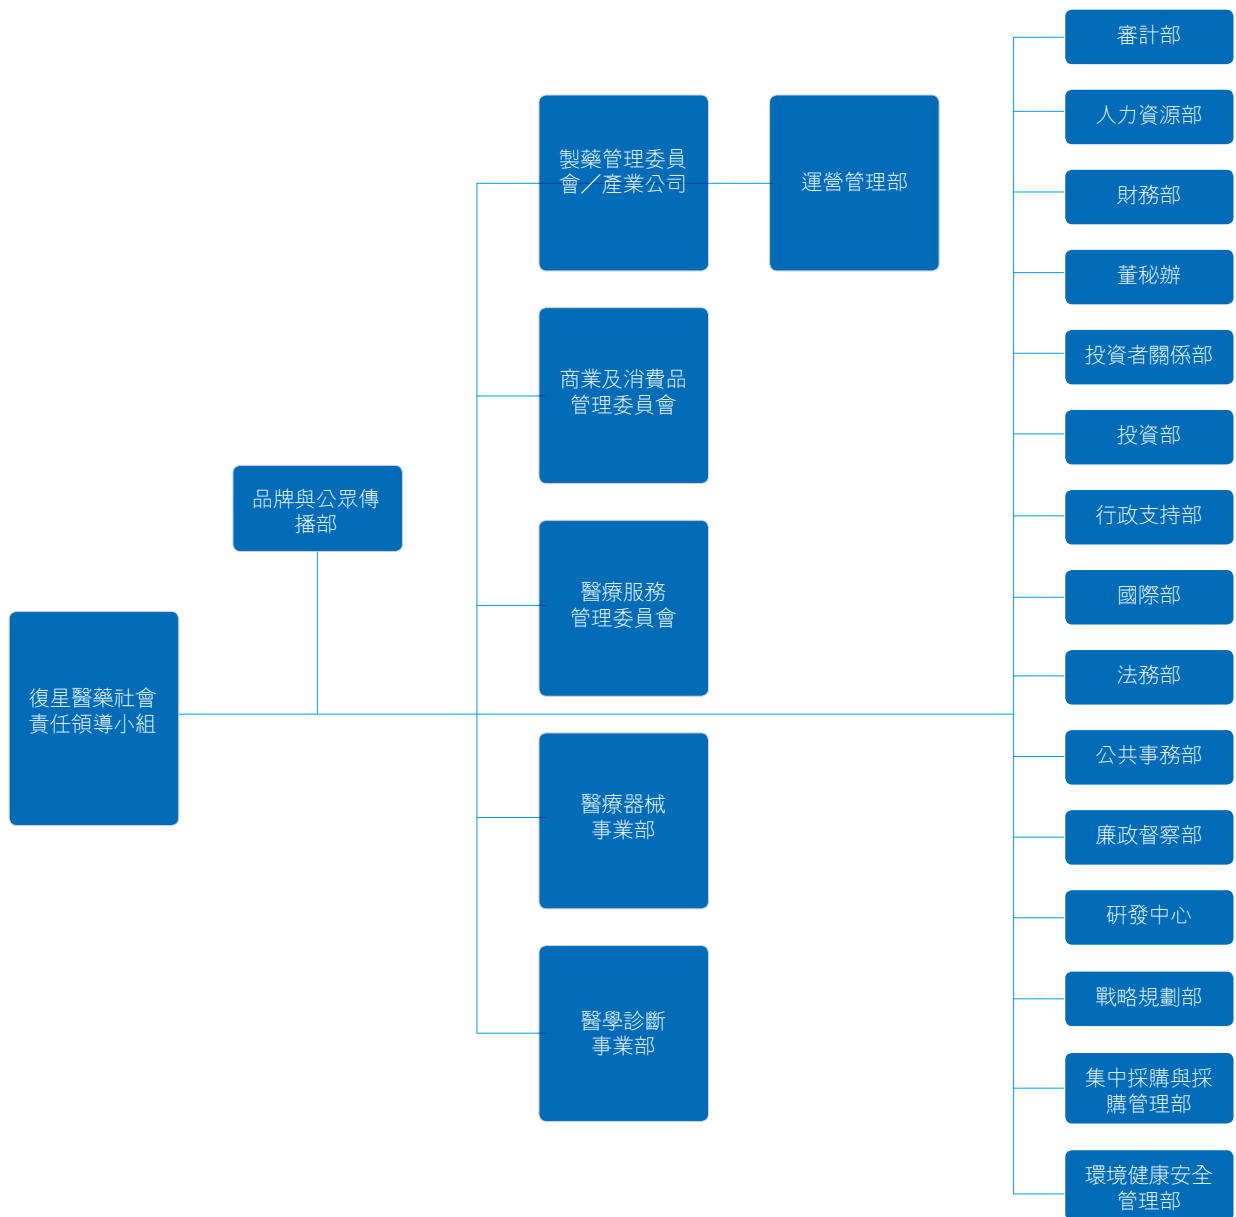 復星醫藥社會
責任領導小組
品牌與公眾傳
播部
製藥管理委員
會／產業公司
運營管理部
商業及消費品
管理委員會
醫療服務
管理委員會
醫療器械
事業部
醫學診斷
事業部
審計部
人力資源部
財務部
董秘辦
投資者關係部
投資部
行政支持部
國際部
法務部
公共事務部
廉政督察部
研發中心
戰略規劃部
集中採購與採
購管理部
環境健康安全
管理部